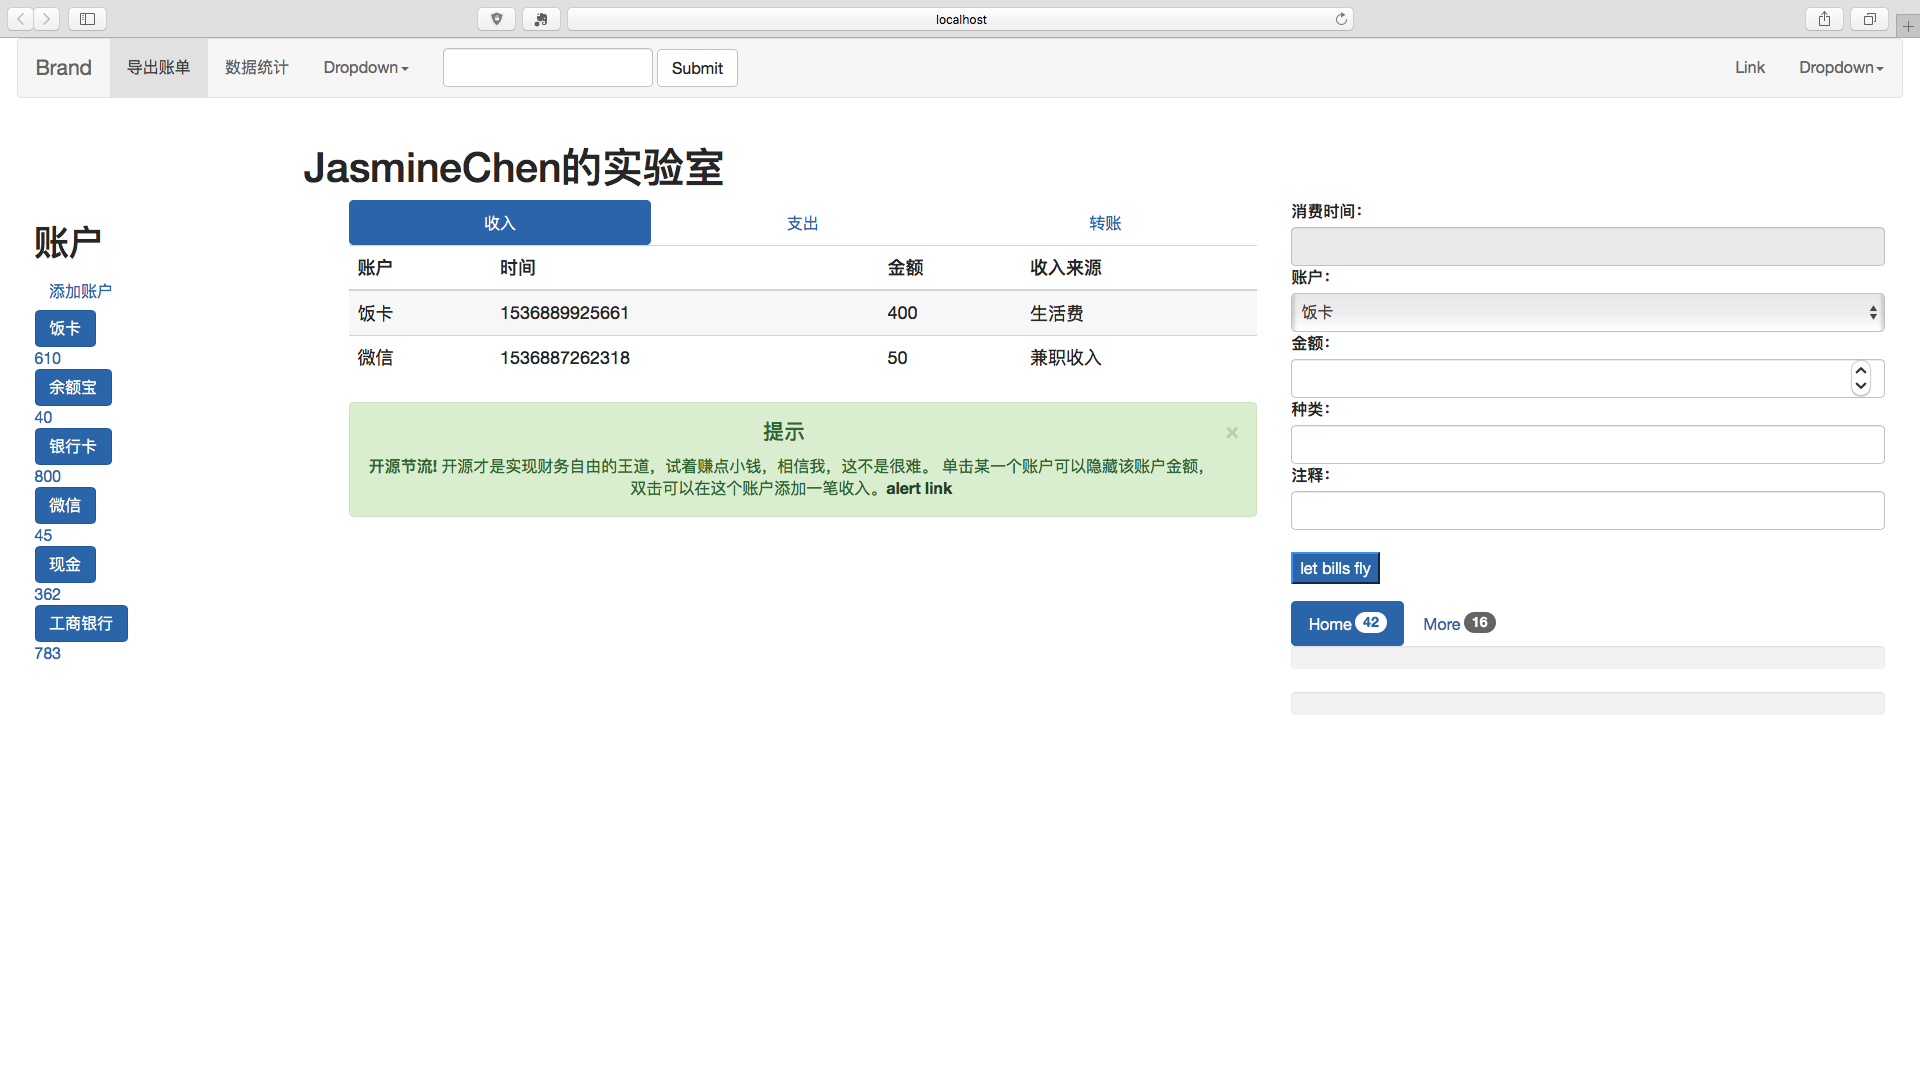 localhost
Brand 导出账单 数据统计 Dropdown Submit Link Dropdown
JasmineChen的实验室
账户
添加账户
饭卡
610
余额宝
40
银行卡
800
微信
45
现金
362
工商银行
783
收入 支出 转账
账户 时间 金额 收入来源
饭卡 1536889925661 400 生活费
微信 1536887262318 50 兼职收入
提示 ×
开源节流! 开源才是实现财务自由的王道，试着赚点小钱，相信我，这不是很难。 单击某一个账户可以隐藏该账户金额，
双击可以在这个账户添加一笔收入。alert link
消费时间：
账户：
饭卡
金额：
种类：
注释：
let bills fly
Home 42 More 16